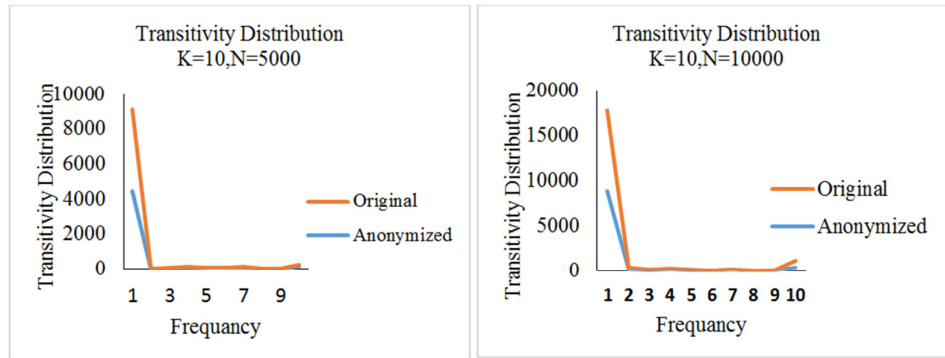 Transitivity Distribution
K=10,N=5000
Transitivity Distribution
10000
8000
6000
4000
2000
0
1 3 5 7 9
Frequancy
Original
Anonymized
Transitivity Distribution
K=10,N=10000
Transitivity Distribution
20000
15000
10000
5000
0
1 2 3 4 5 6 7 8 9 10
Frequancy
Original
Anonymized